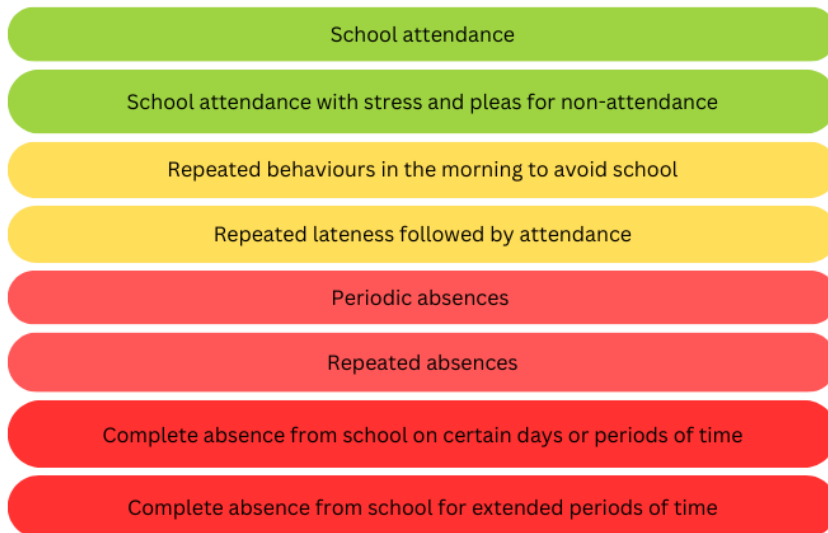 School attendance
School attendance with stress and pleas for non-attendance
Repeated behaviours in the morning to avoid school
Repeated lateness followed by attendance
Periodic absences
Repeated absences
Complete absence from school on certain days or periods of time
Complete absence from school for extended periods of time